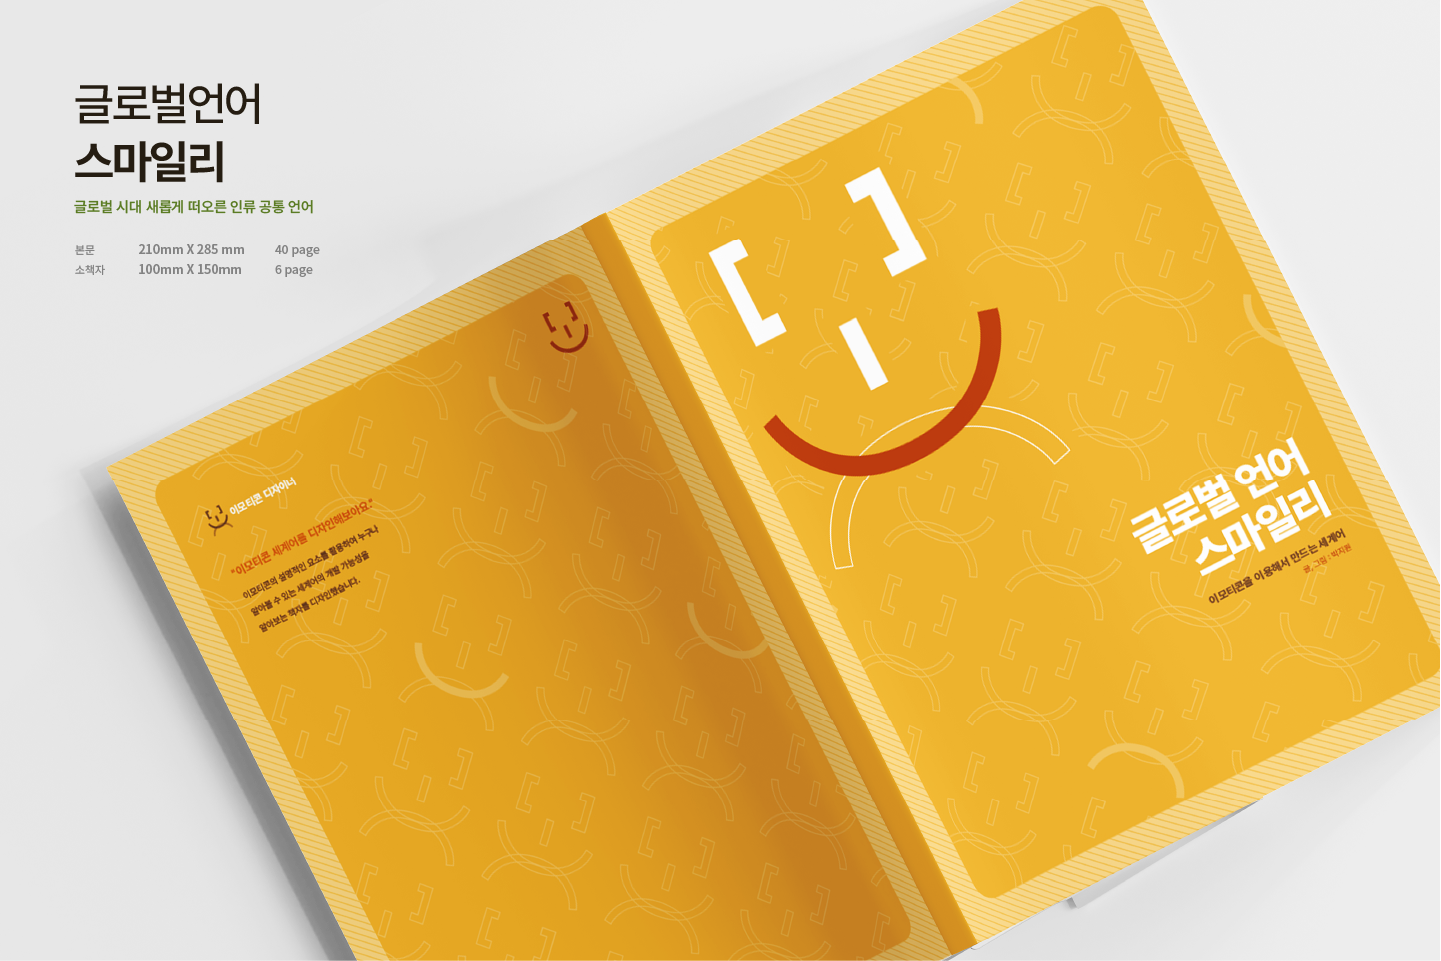 글로벌언어
스마일리
글로벌 시대 새롭게 떠오른 인류 공통 언어
본문 210mm X 285 mm 40 page
소책자 100mm X 150mm 6 page
이모티콘 디자이너
"이모티콘 세계어를 디자인해보아요."
이모티콘의 설명적인 요소를 활용하여 누구나
알아볼 수 있는 세계어의 개발 가능성을
알아보는 책자를 디자인했습니다.
글로벌 언어
스마일리
이모티콘을 이용해서 만드는 세계어
글,그림 : 박지원